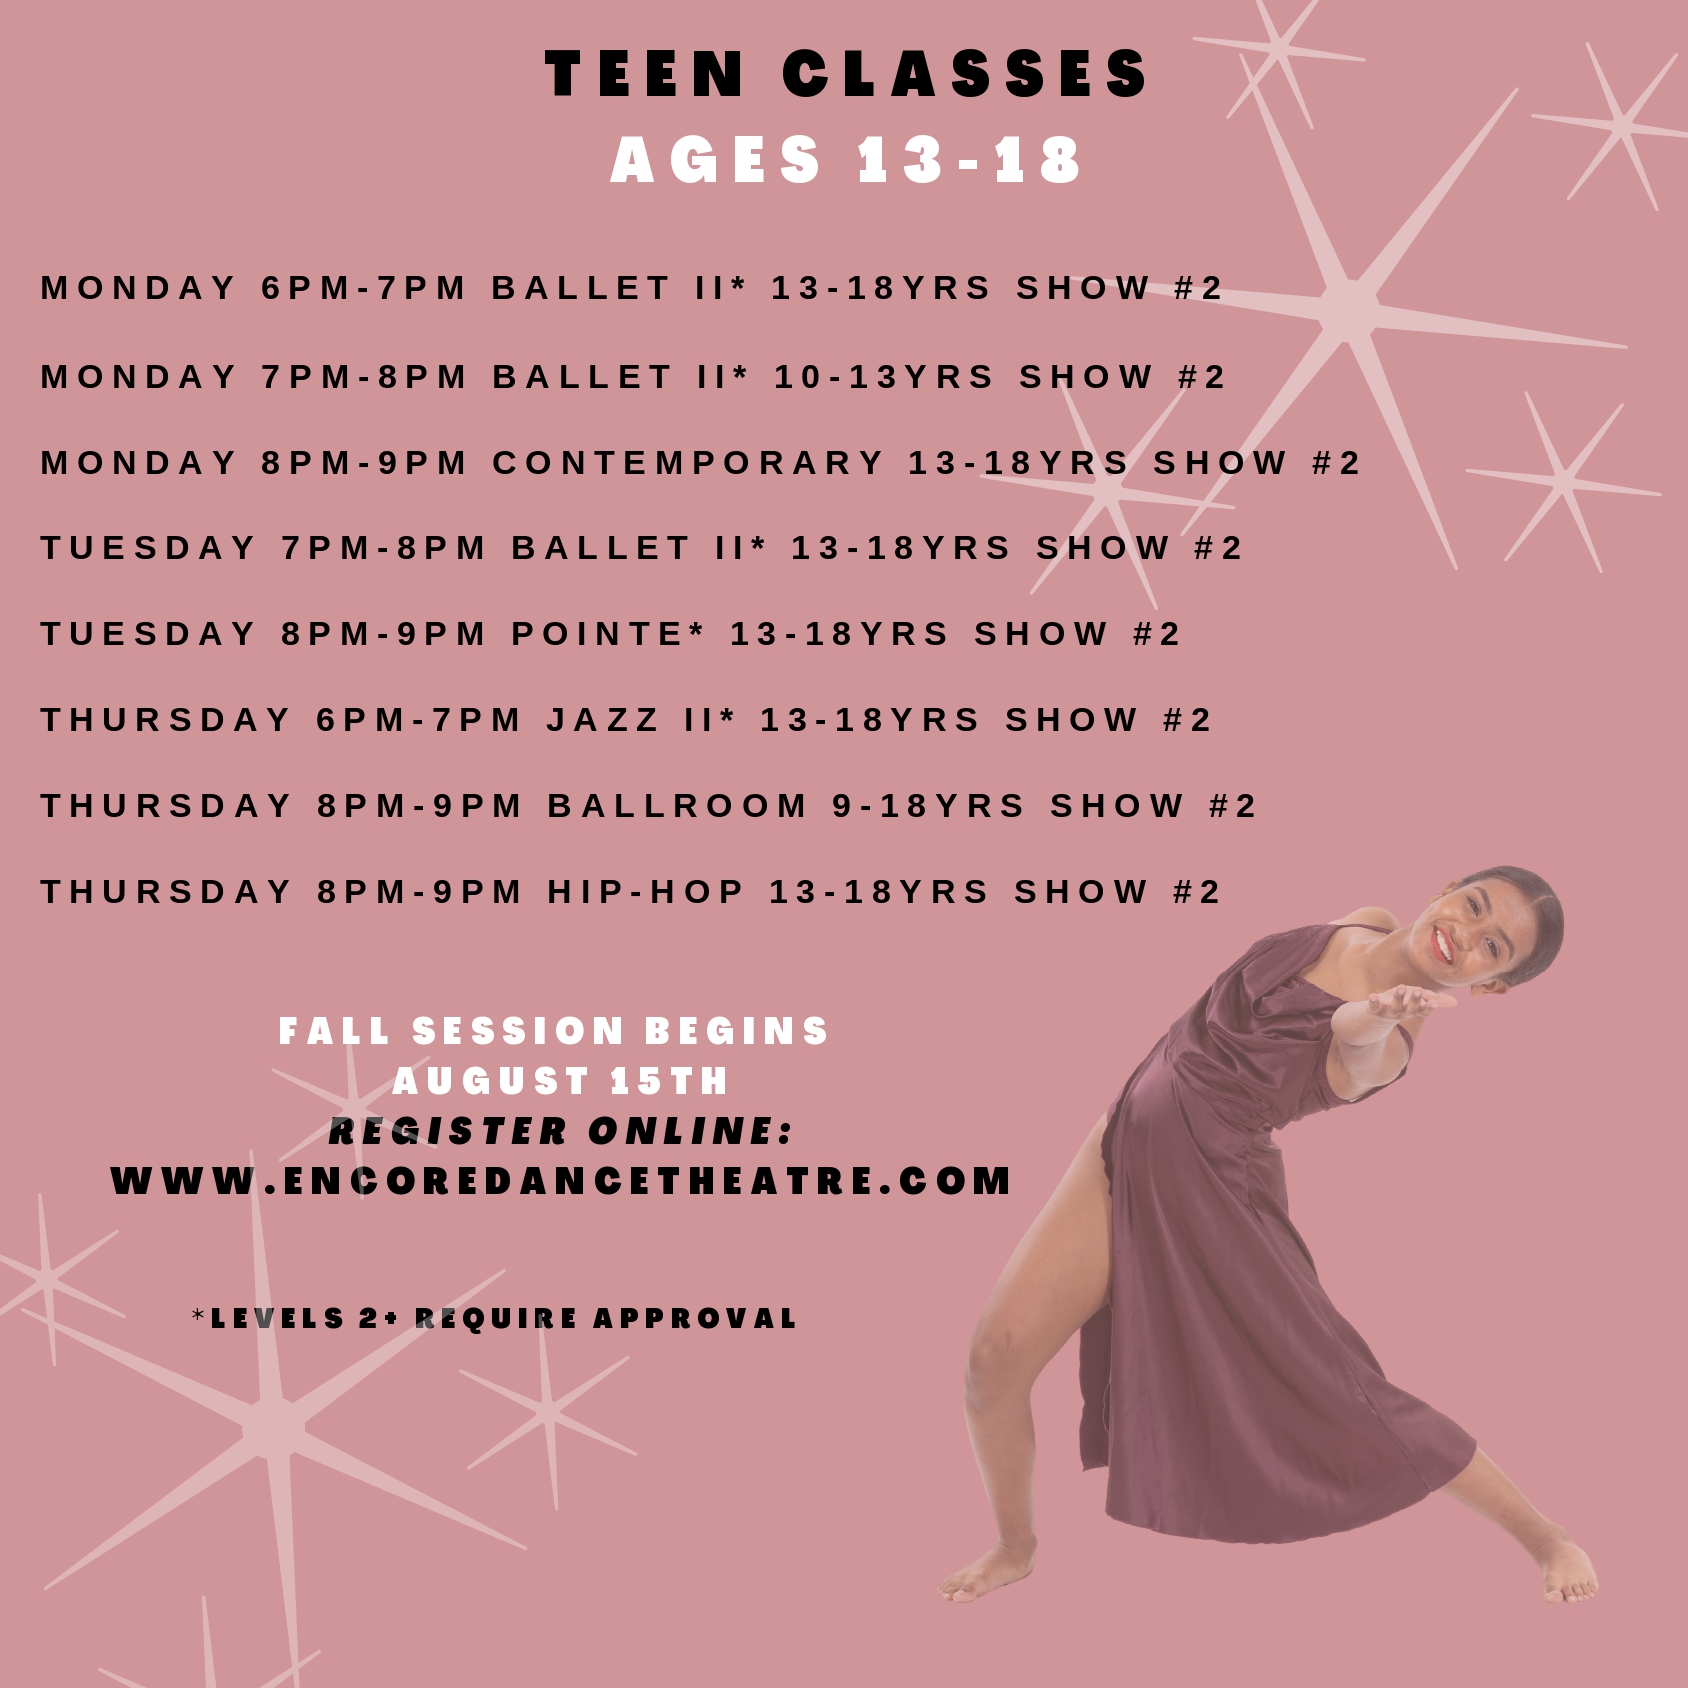 TEEN CLASSES
AGES 13-18
MONDAY 6PM-7PM BALLET II* 13-18YRS SHOW #2
MONDAY 7PM-8PM BALLET II* 10-13YRS SHOW #2
MONDAY 8PM-9PM CONTEMPORARY 13-18YRS SHOW #2
TUESDAY 7PM-8PM BALLET II* 13-18YRS SHOW #2
TUESDAY 8PM-9PM POINTE* 13-18YRS SHOW #2
THURSDAY 6PM-7PM JAZZ II* 13-18YRS SHOW #2
THURSDAY 8PM-9PM BALLROOM 9-18YRS SHOW #2
THURSDAY 8PM-9PM HIP-HOP 13-18YRS SHOW #2
FALL SESSION BEGINS
AUGUST 15TH
REGISTER ONLINE:
WWW.ENCOREDANCETHEATRE.COM
*LEVELS 2+ REQUIRE APPROVAL